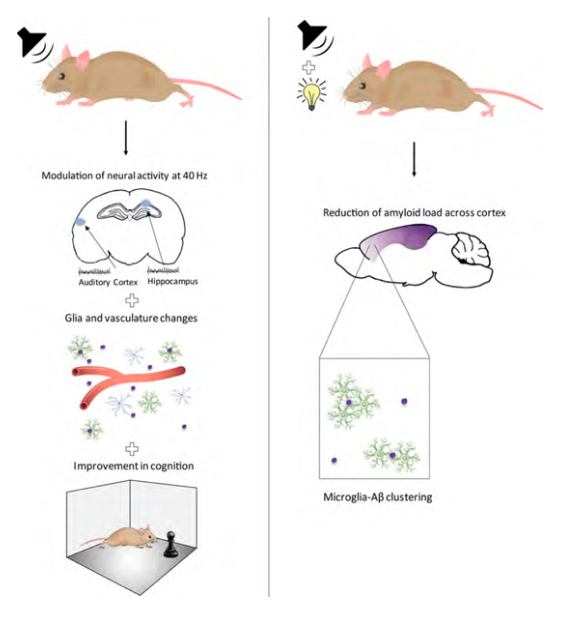 Modulation of neural activity at 40 Hz
Auditory Cortex
Hippocampus
Glia and vasculature changes
Improvement in cognition
Reduction of amyloid load across cortex
Microglia-Aβ clustering